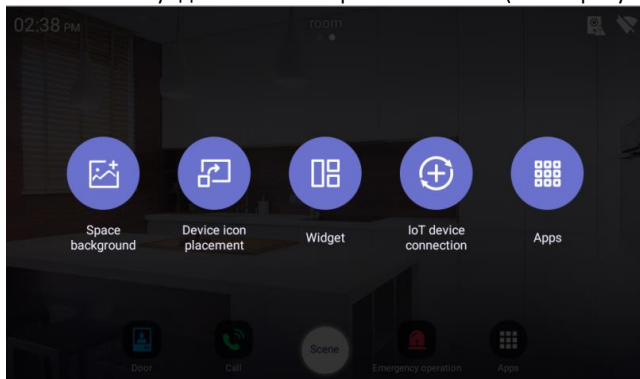 02:38 PM
room
Space
background
Device icon
placement
Widget
IoT device
connection
Apps
Scene
Door
Call
Emergency operation
Apps